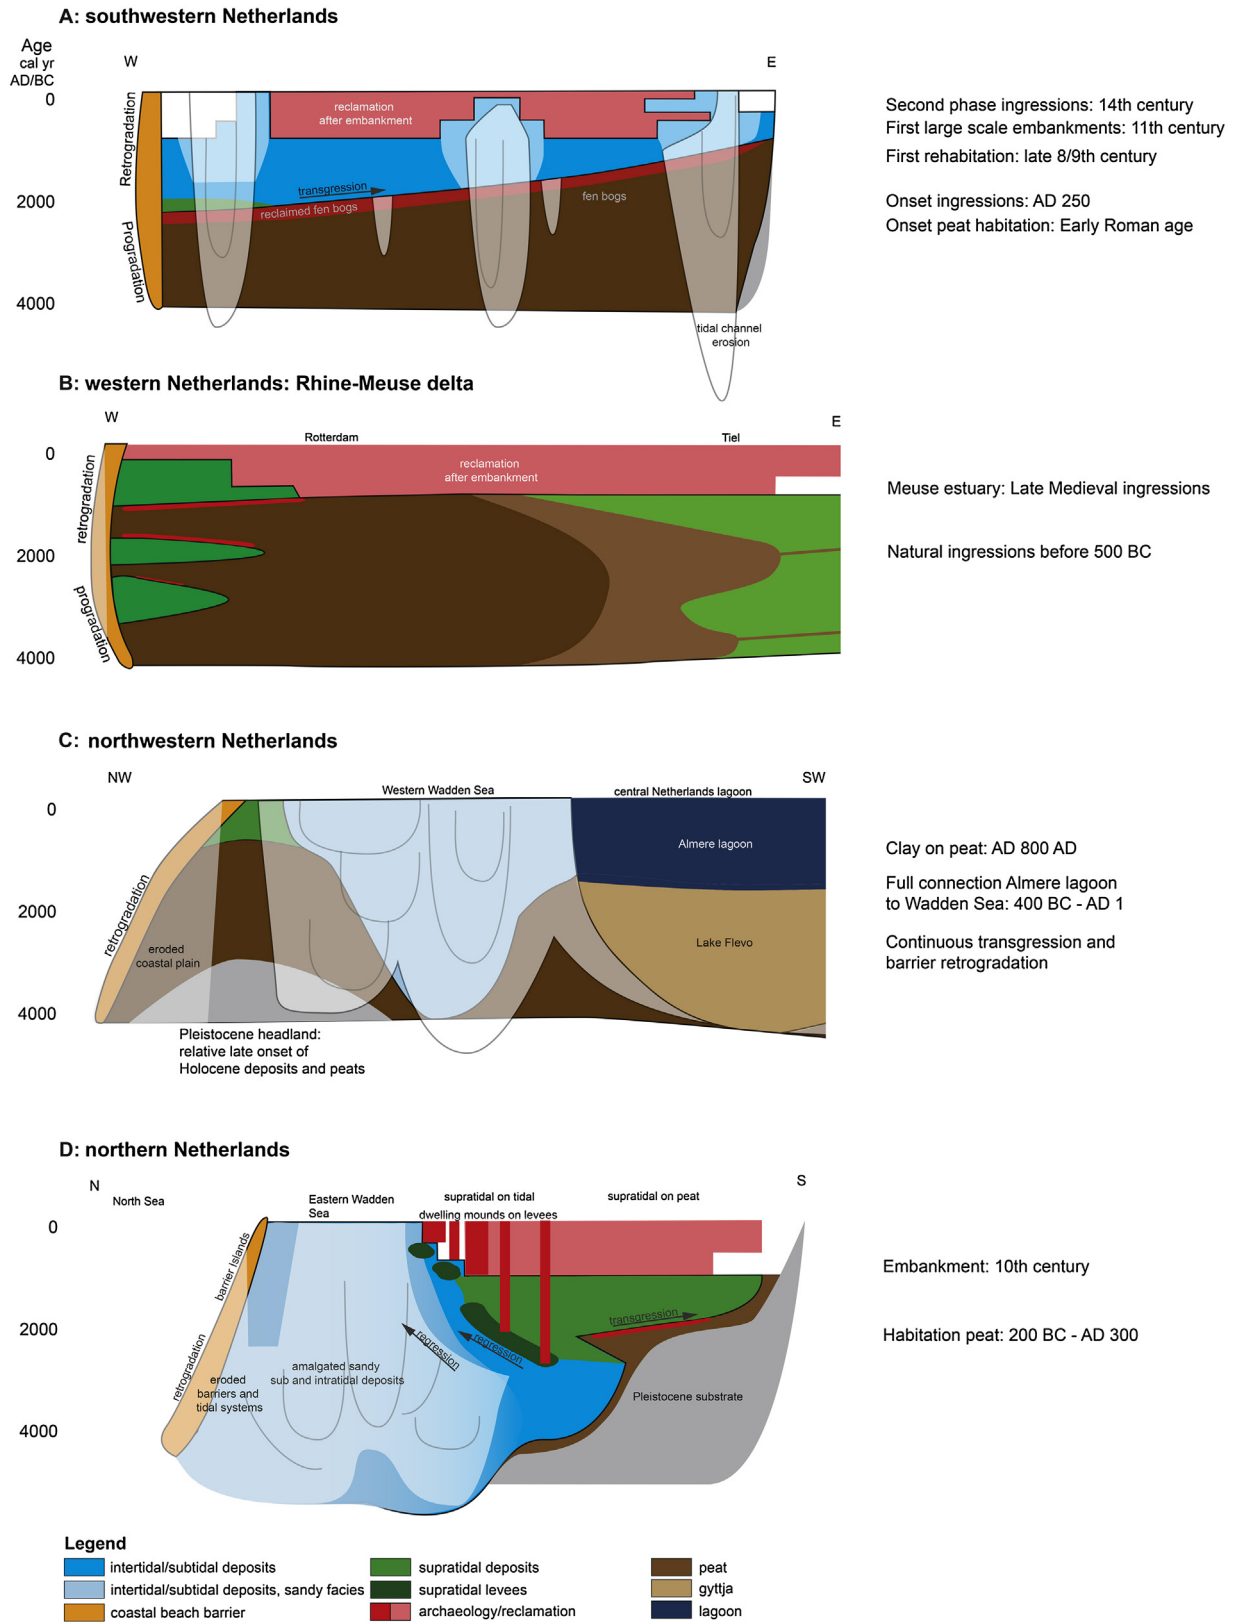 A: southwestern Netherlands
Age
cal yr
AD/BC
W
E
0
2000
4000
Retrogradation
Progradation
reclamation
after embankment
transgression
reclaimed fen bogs
fen bogs
tidal channel
erosion
Second phase ingressions: 14th century
First large scale embankments: 11th century
First rehabitation: late 8/9th century
Onset ingressions: AD 250
Onset peat habitation: Early Roman age
B: western Netherlands: Rhine-Meuse delta
W
E
Rotterdam
Tiel
0
2000
4000
retrogradation
progradation
reclamation
after embankment
Meuse estuary: Late Medieval ingressions
Natural ingressions before 500 BC
C: northwestern Netherlands
NW
SW
Western Wadden Sea
central Netherlands lagoon
0
2000
4000
retrogradation
eroded
coastal plain
Almere lagoon
Lake Flevo
Pleistocene headland:
relative late onset of
Holocene deposits and peats
Clay on peat: AD 800 AD
Full connection Almere lagoon
to Wadden Sea: 400 BC - AD 1
Continuous transgression and
barrier retrogradation
D: northern Netherlands
N
S
North Sea
Eastern Wadden
Sea
supratidal on tidal
supratidal on peat
dwelling mounds on levees
0
2000
4000
barrier Islands
retrogradation
eroded
barriers and
tidal systems
amalgated sandy
sub and intratidal deposits
regression
regression
transgression
Pleistocene substrate
Embankment: 10th century
Habitation peat: 200 BC - AD 300
Legend
intertidal/subtidal deposits
intertidal/subtidal deposits, sandy facies
coastal beach barrier
supratidal deposits
supratidal levees
archaeology/reclamation
peat
gyttja
lagoon